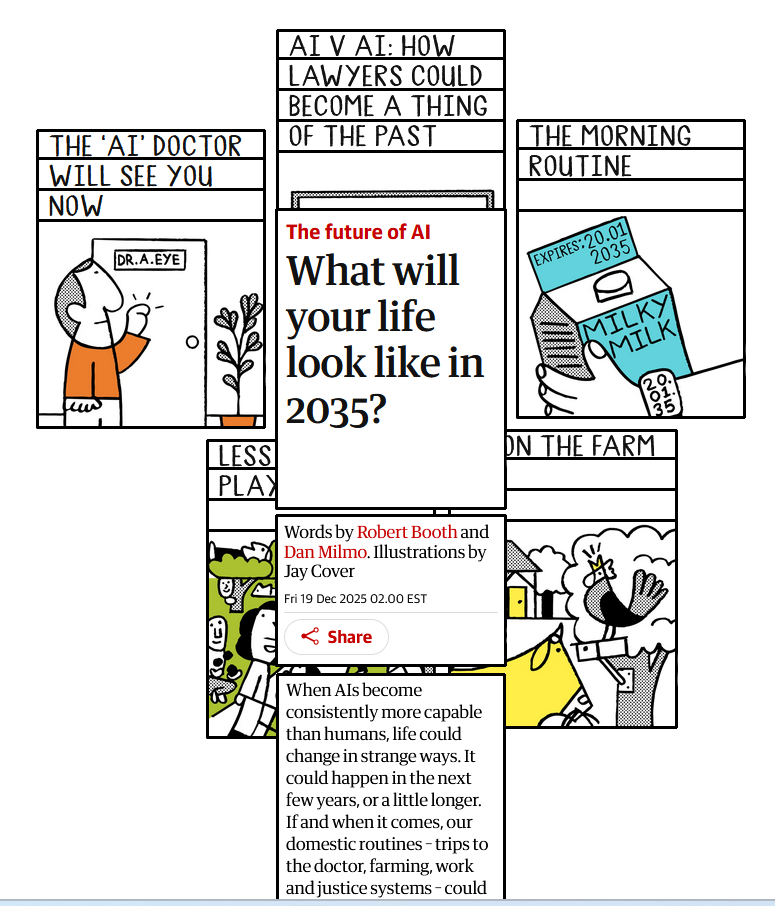 AI V AI: HOW
LAWYERS COULD
BECOME A THING
OF THE PAST
THE ‘AI’ DOCTOR
WILL SEE YOU
NOW
DR.A.EYE
THE MORNING
ROUTINE
EXPIRES: 20.01
2035
MILKY
MILK
20.
01.
35
The future of AI
What will
your life
look like in
2035?
LESS
PLAY
ON THE FARM
Words by Robert Booth and
Dan Milmo. Illustrations by
Jay Cover
Fri 19 Dec 2025 02.00 EST
Share
When AIs become
consistently more capable
than humans, life could
change in strange ways. It
could happen in the next
few years, or a little longer.
If and when it comes, our
domestic routines – trips to
the doctor, farming, work
and justice systems – could